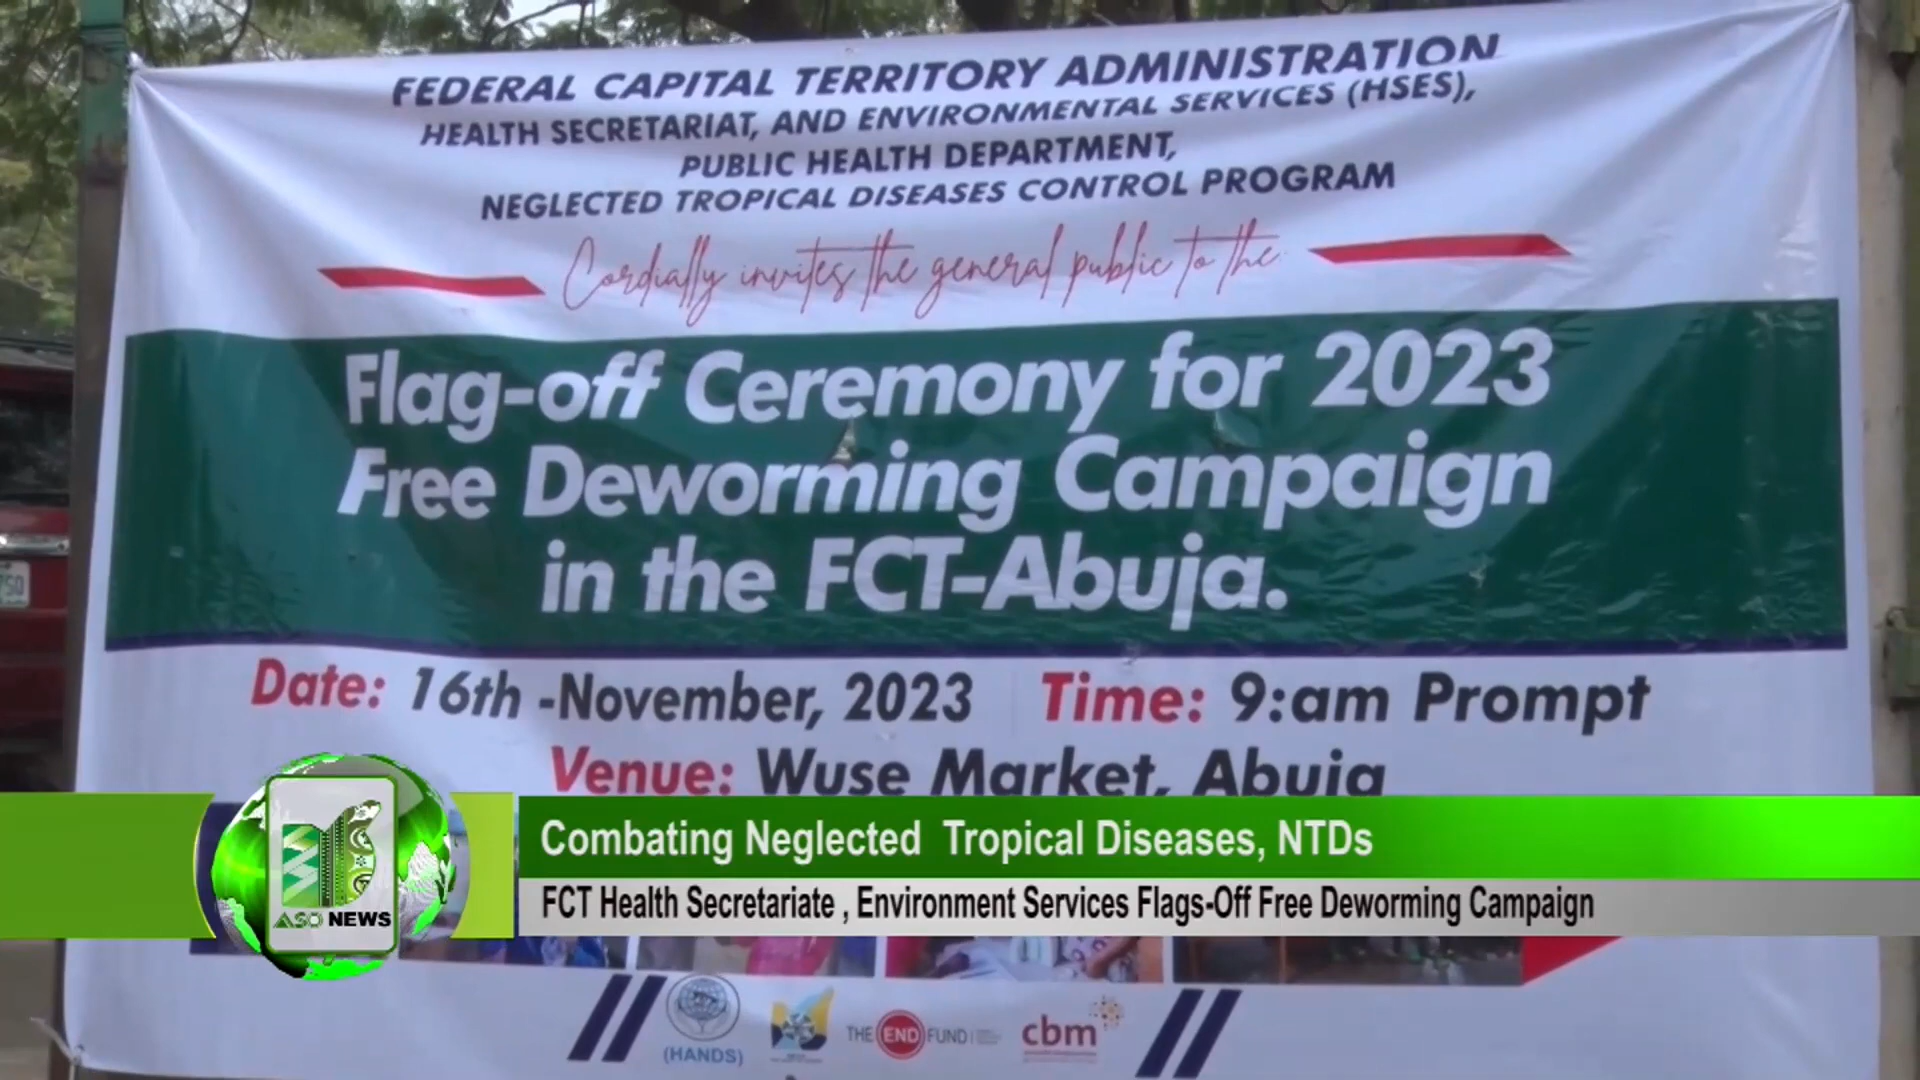 FEDERAL CAPITAL TERRITORY ADMINISTRATION
HEALTH SECRETARIAT, AND ENVIRONMENTAL SERVICES (HSES),
PUBLIC HEALTH DEPARTMENT,
NEGLECTED TROPICAL DISEASES CONTROL PROGRAM
Cordially invites the general public to the
Flag-off Ceremony for 2023
Free Deworming Campaign
in the FCT-Abuja.
Date: 16th -November, 2023 Time: 9:am Prompt
Venue: Wuse Market, Abuja
Combating Neglected Tropical Diseases, NTDs
FCT Health Secretariate , Environment Services Flags-Off Free Deworming Campaign
ASO NEWS
(HANDS)
THE END FUND
cbm